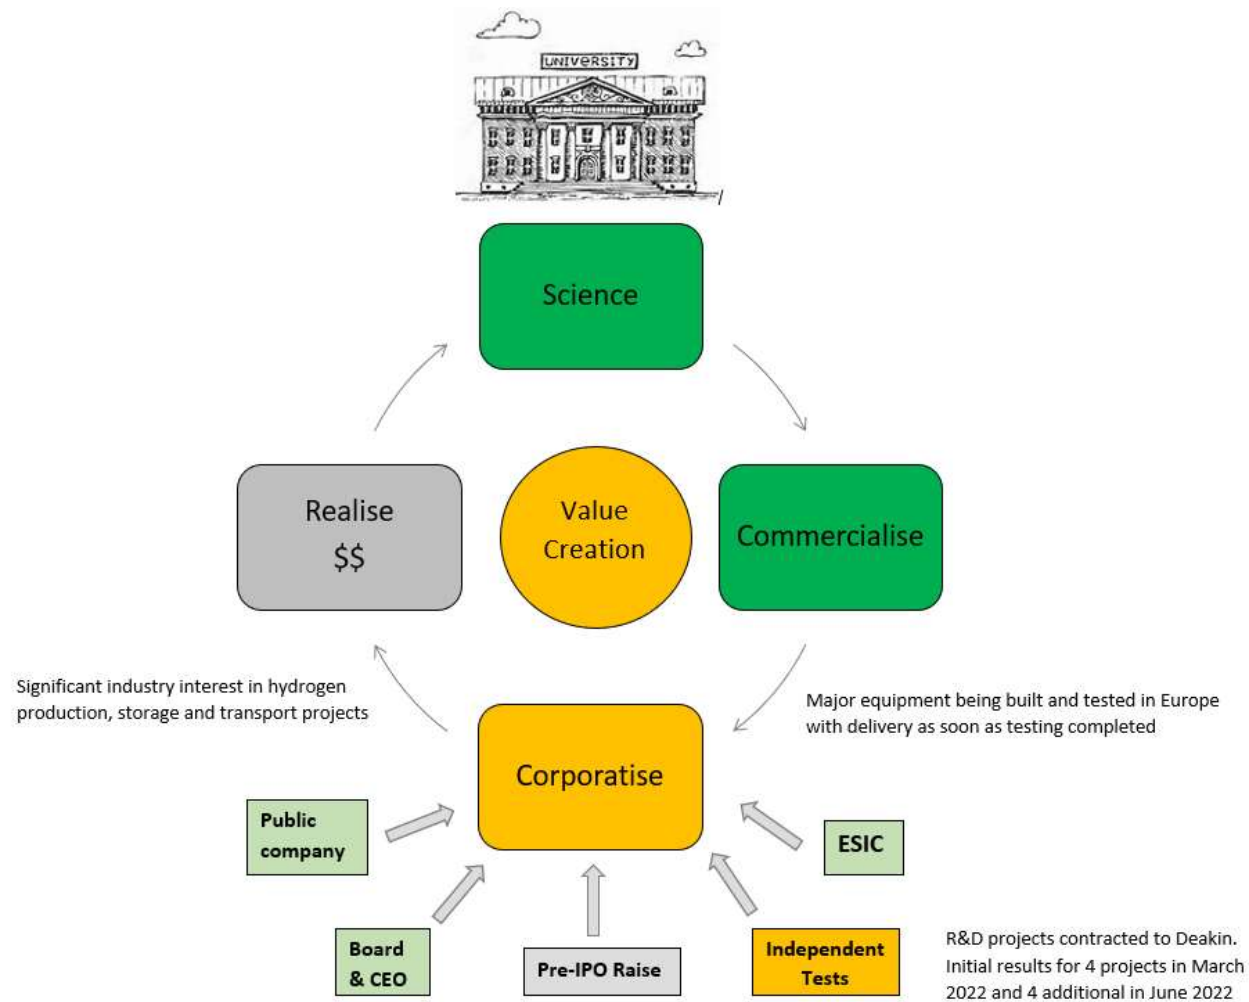 UNIVERSITY
Science
Realise
$$
Value
Creation
Commercialise
Significant industry interest in hydrogen
production, storage and transport projects
Major equipment being built and tested in Europe
with delivery as soon as testing completed
Corporatise
Public
company
ESIC
Board
& CEO
Pre-IPO Raise
Independent
Tests
R&D projects contracted to Deakin.
Initial results for 4 projects in March
2022 and 4 additional in June 2022